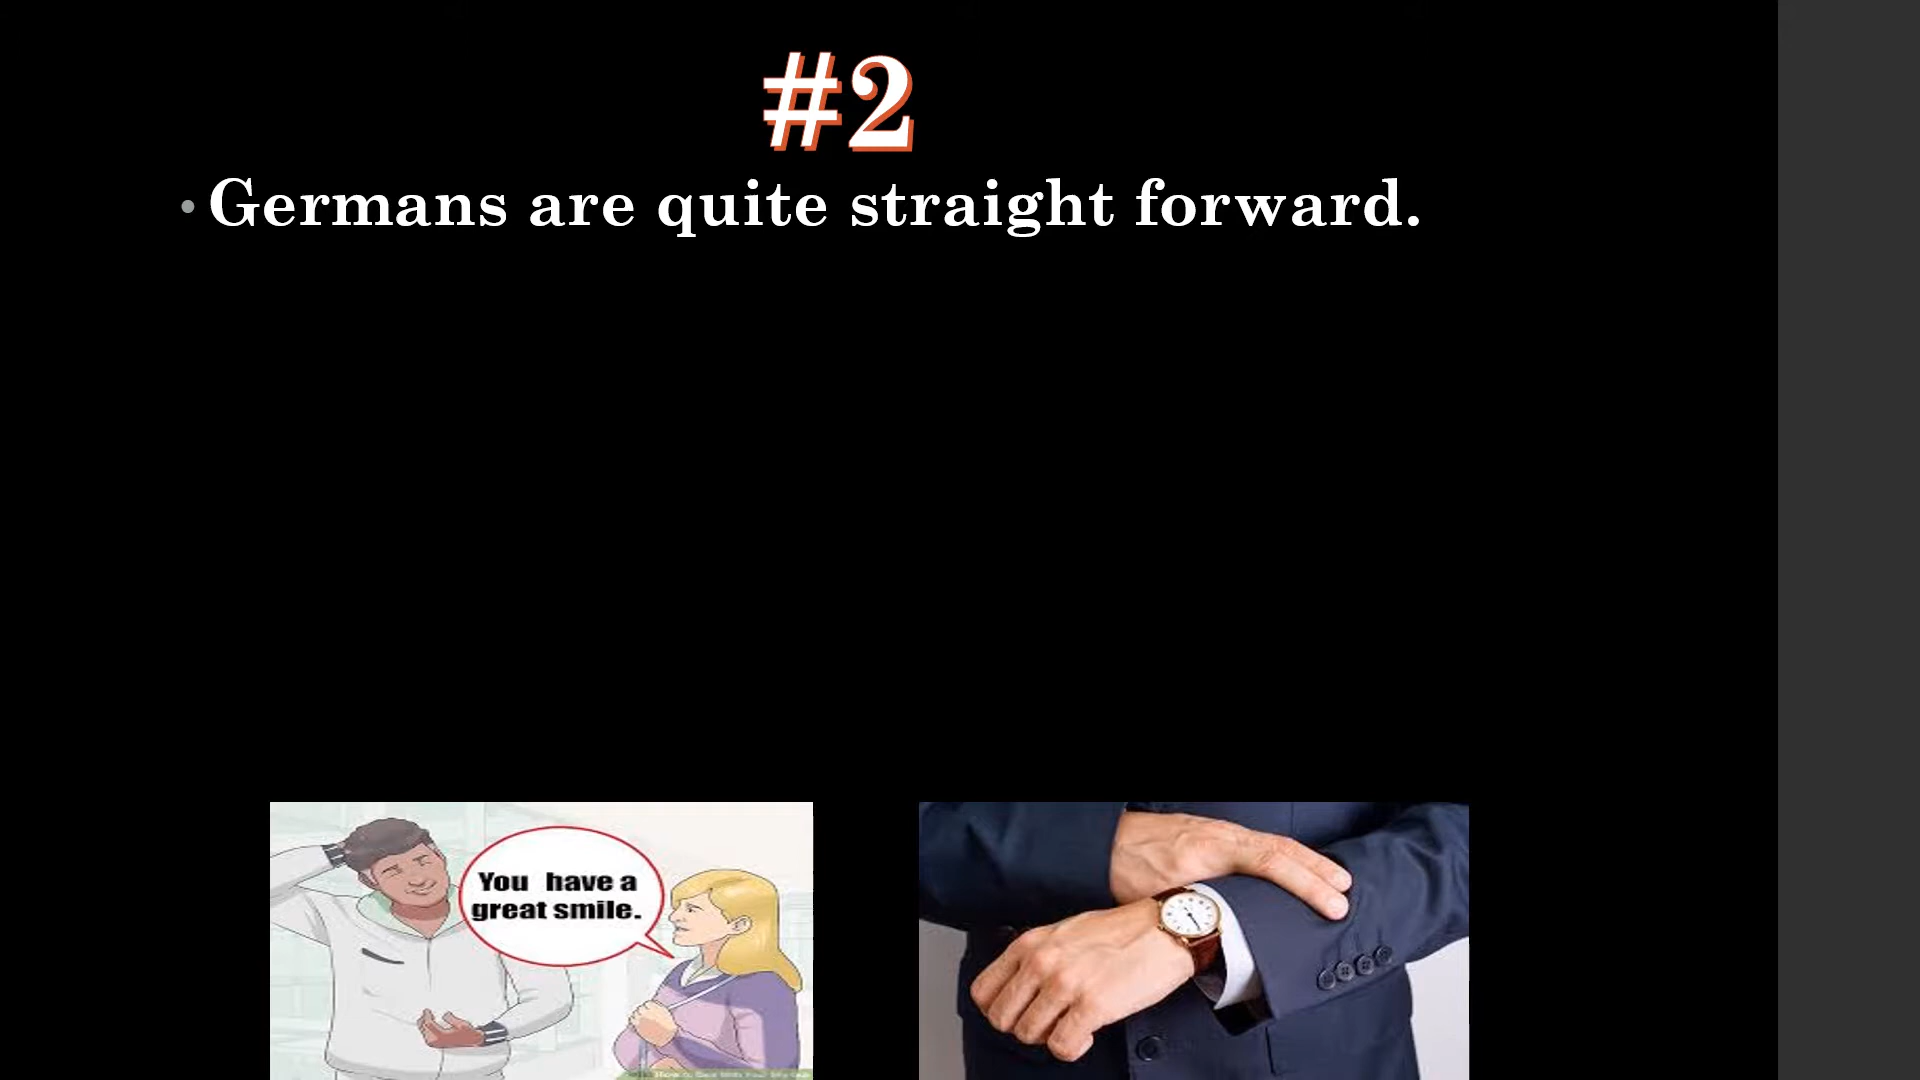 #2
• Germans are quite straight forward.
You have a
great smile.